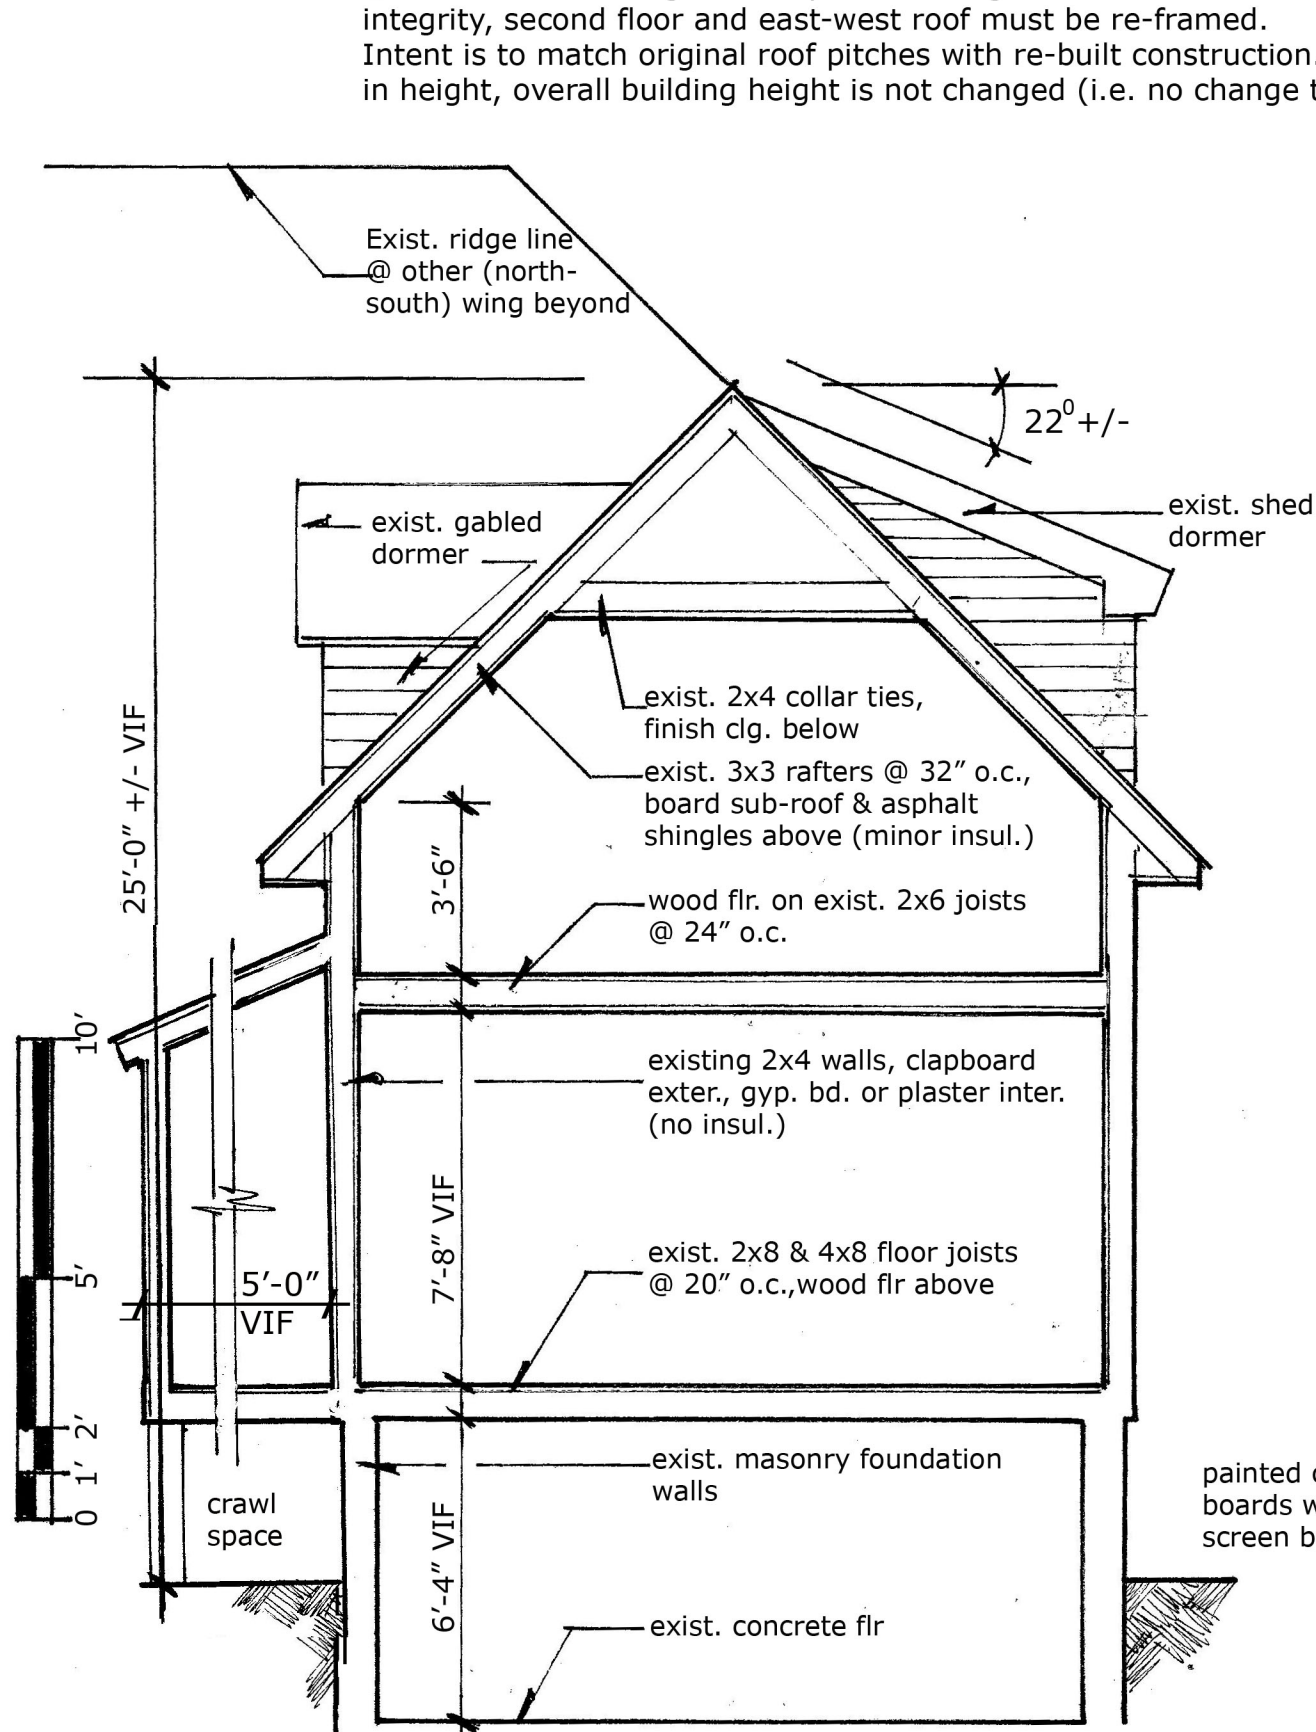 integrity, second floor and east-west roof must be re-framed.
Intent is to match original roof pitches with re-built construction.
in height, overall building height is not changed (i.e. no change
Exist. ridge line
@ other (north-
south) wing beyond
22⁰+/-
exist. gabled
dormer
exist. shed
dormer
exist. 2x4 collar ties,
finish clg. below
exist. 3x3 rafters @ 32" o.c.,
board sub-roof & asphalt
shingles above (minor insul.)
25'-0" +/- VIF
3'-6"
wood flr. on exist. 2x6 joists
@ 24" o.c.
10'
existing 2x4 walls, clapboard
exter., gyp. bd. or plaster inter.
(no insul.)
7'-8" VIF
exist. 2x8 & 4x8 floor joists
@ 20" o.c.,wood flr above
5'
5'-0"
VIF
2'
1'
0
exist. masonry foundation
walls
crawl
space
painted
boards
screen
6'-4" VIF
exist. concrete flr